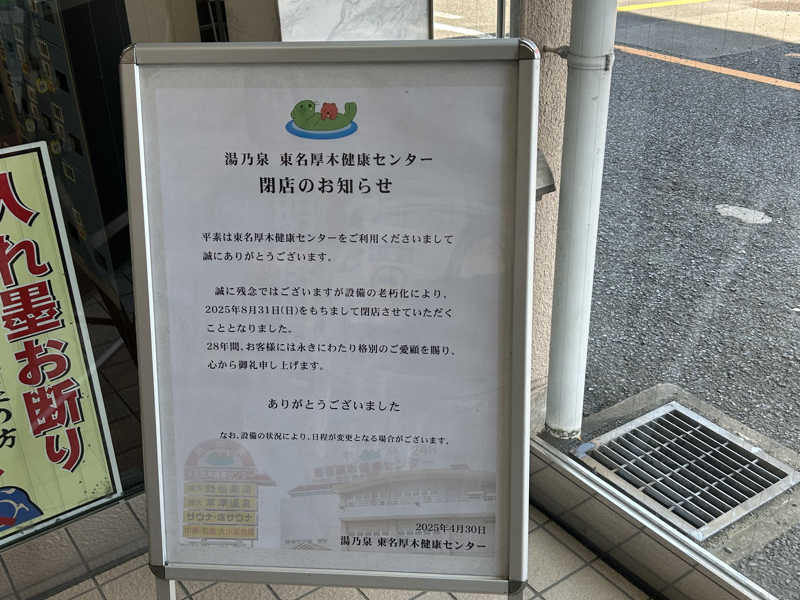 湯乃泉 東名厚木健康センター
閉店のお知らせ
平素は東名厚木健康センターをご利用くださいまして
誠にありがとうございます。
誠に残念ではございますが設備の老朽化により、
2025年8月31日(日)をもちまして閉店させていただく
こととなりました。
28年間、お客様には永きにわたり格別のご愛顧を賜り、
心から御礼申し上げます。
ありがとうございました
なお、設備の状況により、日程が変更となる場合がございます。
2025年4月30日
湯乃泉 東名厚木健康センター
入れ墨お断り
の方
サウナ・ナウサ